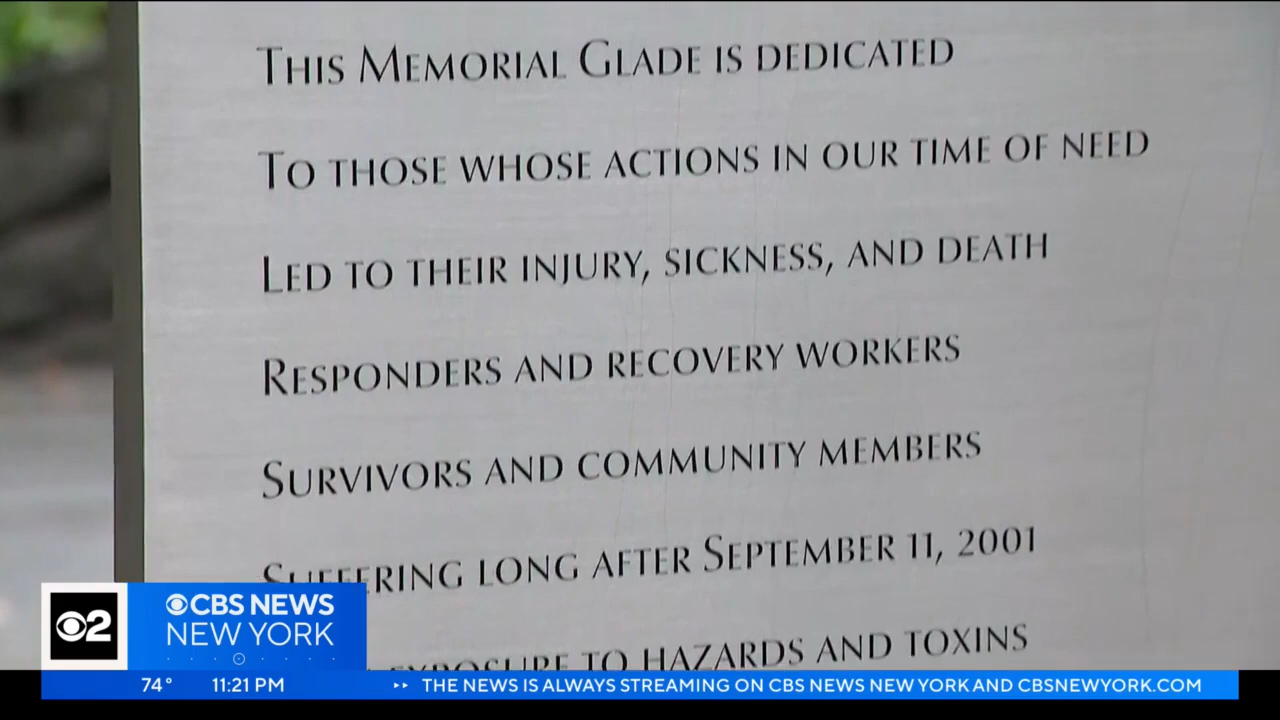 THIS MEMORIAL GLADE IS DEDICATED
TO THOSE WHOSE ACTIONS IN OUR TIME OF NEED
LED TO THEIR INJURY, SICKNESS, AND DEATH
RESPONDERS AND RECOVERY WORKERS
SURVIVORS AND COMMUNITY MEMBERS
SUFFERING LONG AFTER SEPTEMBER 11, 2001
EXPOSURE TO HAZARDS AND TOXINS
2
CBS NEWS
NEW YORK
74° 11:21 PM THE NEWS IS ALWAYS STREAMING ON CBS NEWS NEW YORK AND CBSNEWYORK.COM